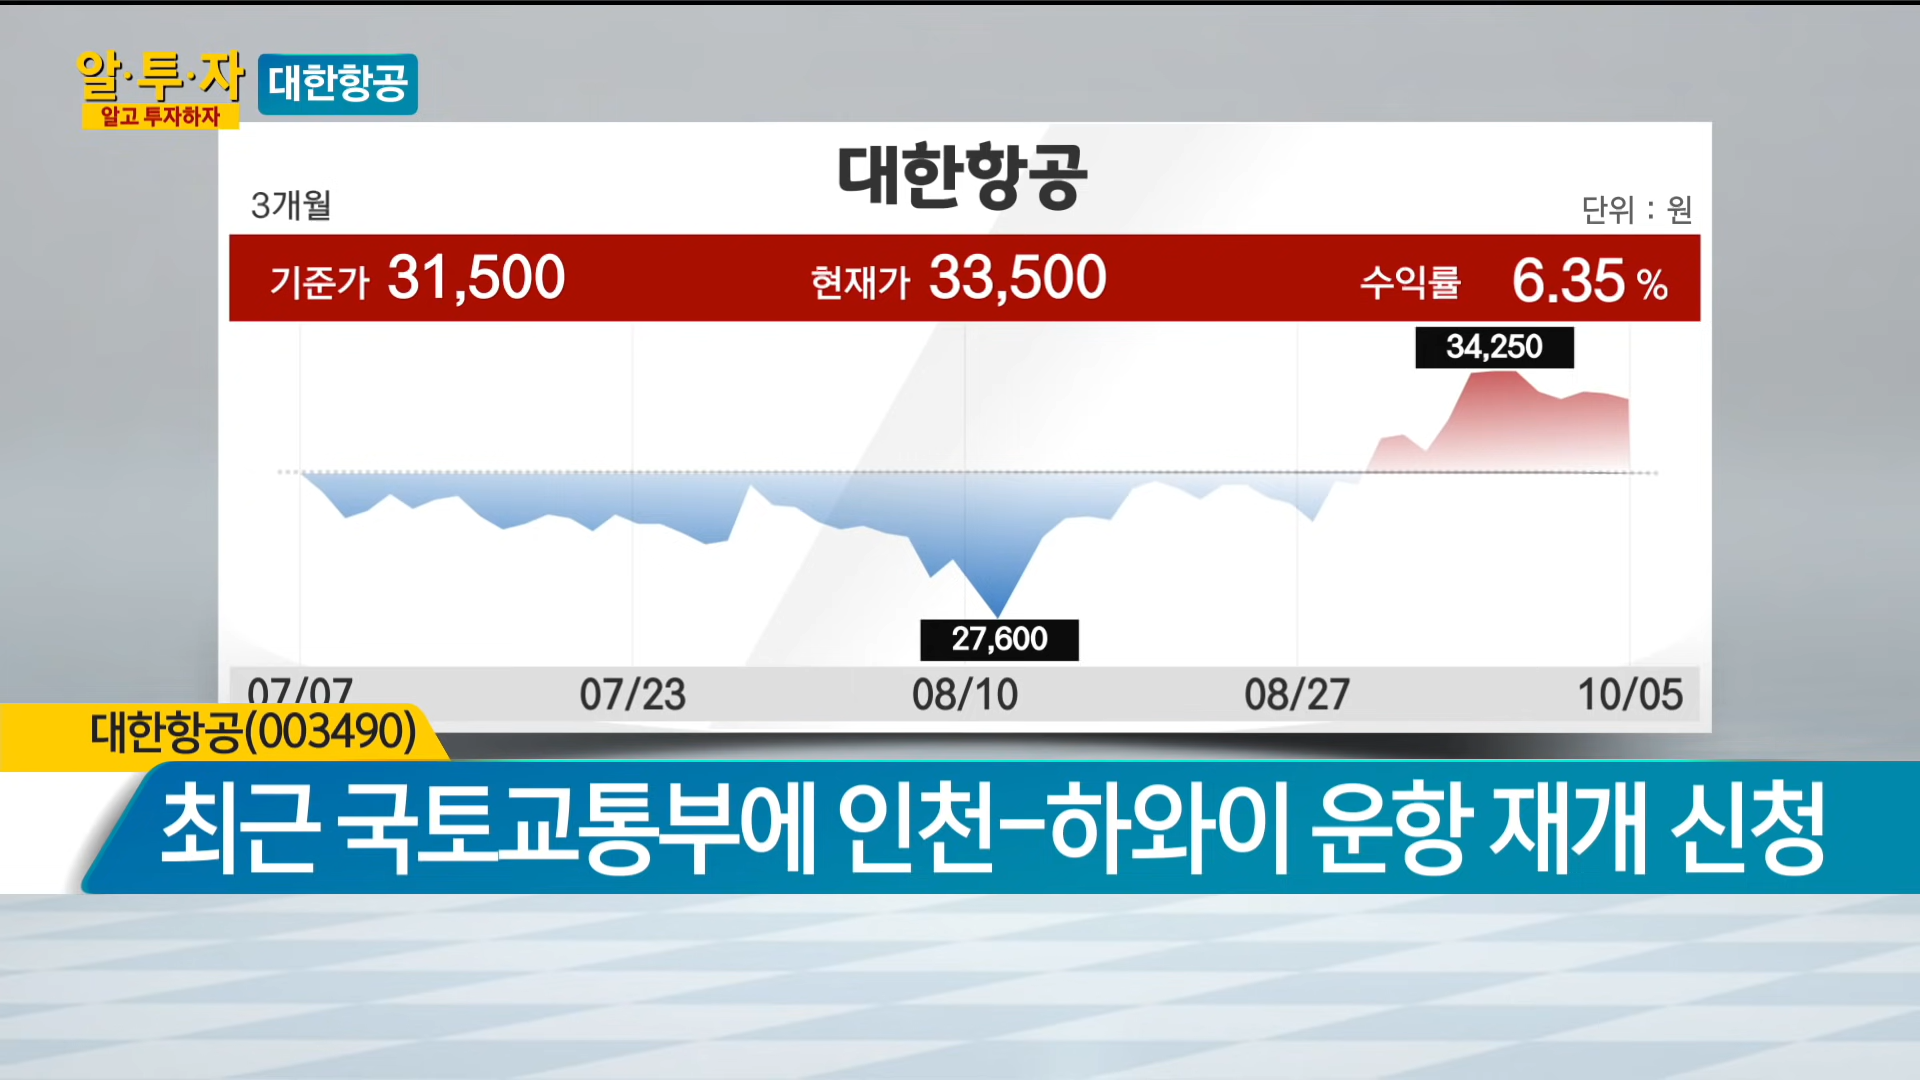 알·투·자
알고 투자하자
대한항공
대한항공
3개월
단위 : 원
기준가 31,500 현재가 33,500 수익률 6.35 %
34,250
27,600
07/07 07/23 08/10 08/27 10/05
대한항공(003490)
최근 국토교통부에 인천-하와이 운항 재개 신청